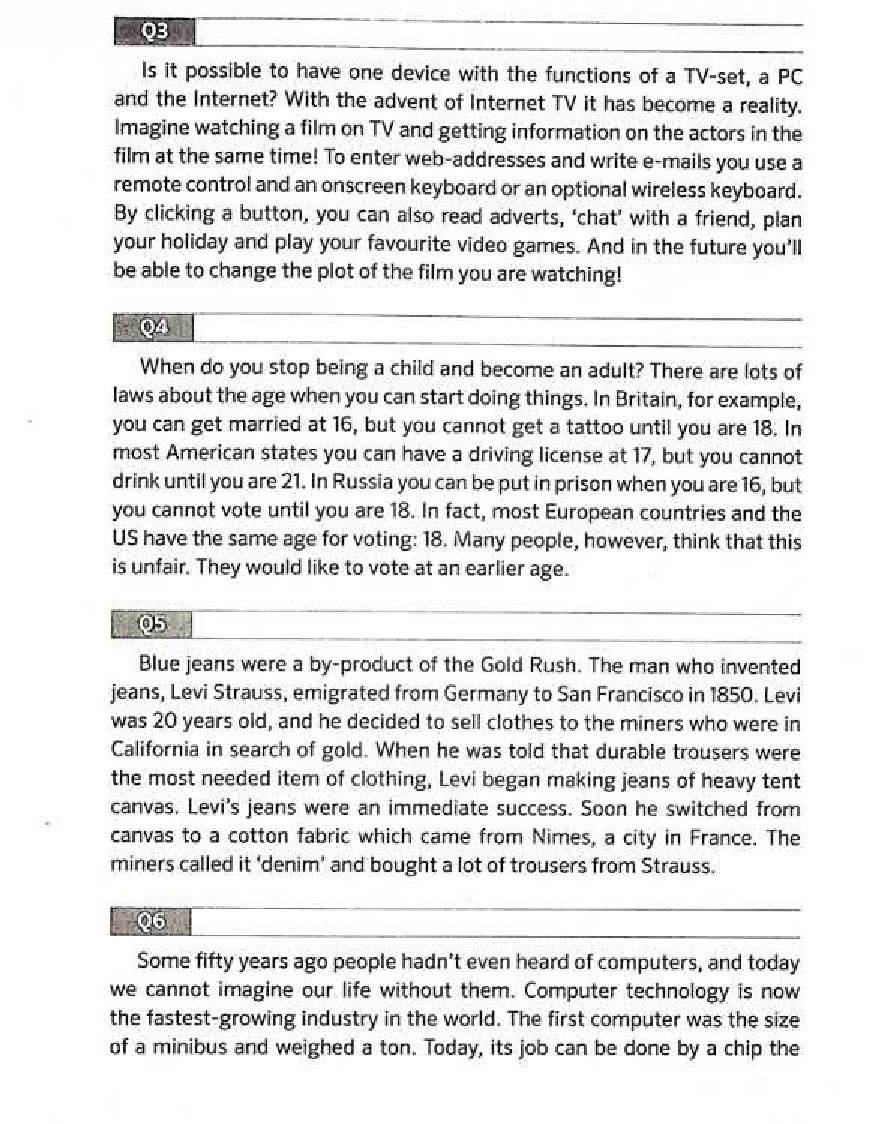 Q3
Is it possible to have one device with the functions of a TV-set, a PC
and the Internet? With the advent of Internet TV it has become a reality.
Imagine watching a film on TV and getting information on the actors in the
film at the same time! To enter web-addresses and write e-mails you use a
remote control and an onscreen keyboard or an optional wireless keyboard.
By clicking a button, you can also read adverts, ‘chat’ with a friend, plan
your holiday and play your favourite video games. And in the future you’ll
be able to change the plot of the film you are watching!
Q4
When do you stop being a child and become an adult? There are lots of
laws about the age when you can start doing things. In Britain, for example,
you can get married at 16, but you cannot get a tattoo until you are 18. In
most American states you can have a driving license at 17, but you cannot
drink until you are 21. In Russia you can be put in prison when you are 16, but
you cannot vote until you are 18. In fact, most European countries and the
US have the same age for voting: 18. Many people, however, think that this
is unfair. They would like to vote at an earlier age.
Q5
Blue jeans were a by-product of the Gold Rush. The man who invented
jeans, Levi Strauss, emigrated from Germany to San Francisco in 1850. Levi
was 20 years old, and he decided to sell clothes to the miners who were in
California in search of gold. When he was told that durable trousers were
the most needed item of clothing, Levi began making jeans of heavy tent
canvas. Levi’s jeans were an immediate success. Soon he switched from
canvas to a cotton fabric which came from Nimes, a city in France. The
miners called it ‘denim’ and bought a lot of trousers from Strauss.
Q6
Some fifty years ago people hadn’t even heard of computers, and today
we cannot imagine our life without them. Computer technology is now
the fastest-growing industry in the world. The first computer was the size
of a minibus and weighed a ton. Today, its job can be done by a chip the